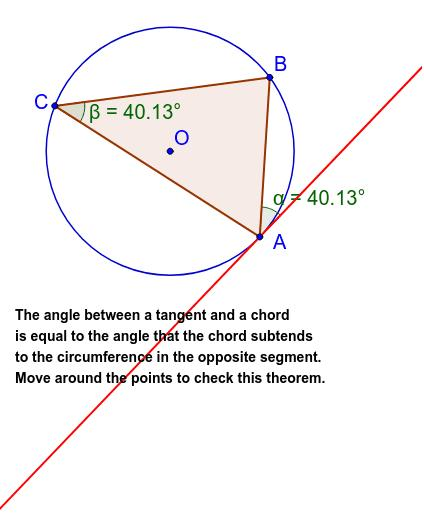 B
C
β = 40.13°
O
α = 40.13°
A
The angle between a tangent and a chord
is equal to the angle that the chord subtends
to the circumference in the opposite segment.
Move around the points to check this theorem.